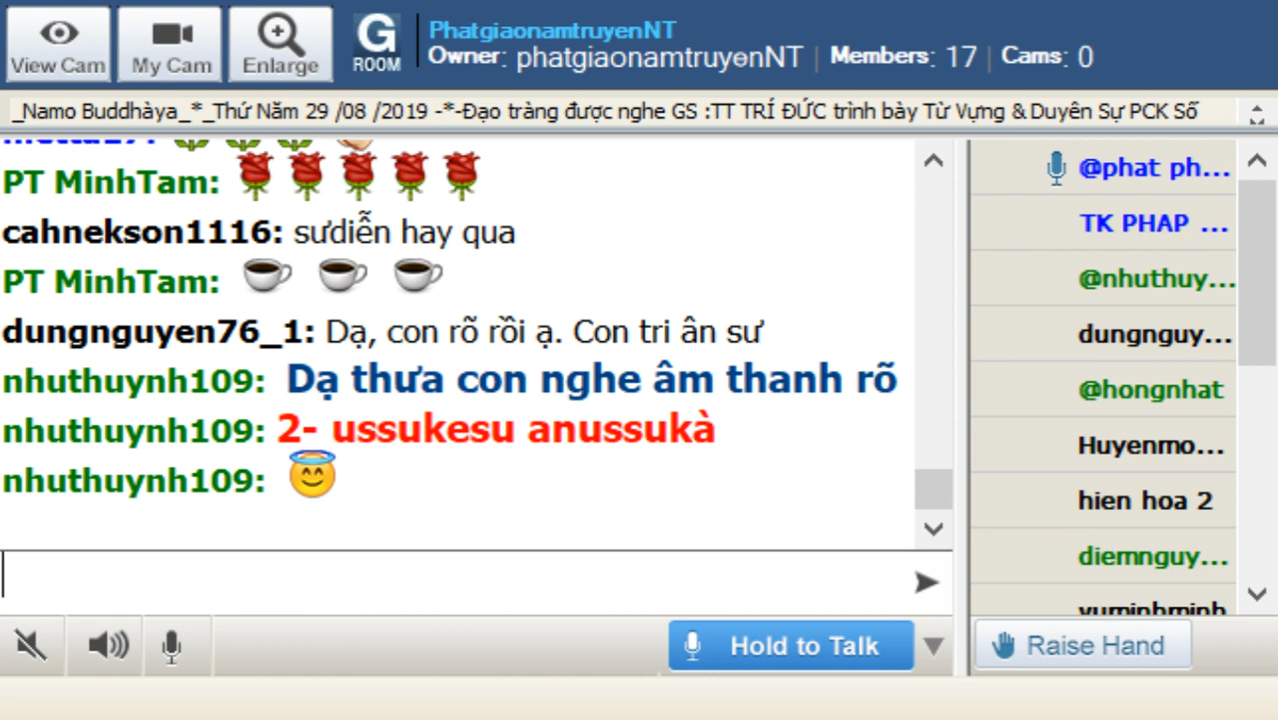 View Cam
My Cam
Enlarge
G
ROOM
PhatgiaonamtruyenNT
Owner: phatgiaonamtruyenNT | Members: 17 | Cams: 0
_Namo Buddhàya_*_Thứ Năm 29 /08 /2019 -*-Đạo tràng được nghe GS :TT TRÍ ĐỨC trình bày Từ Vựng & Duyên Sự PCK Số
PT MinhTam:
cahnekson1116: sưdiễn hay qua
PT MinhTam:
dungnguyen76_1: Dạ, con rõ rồi ạ. Con tri ân sư
nhuthuynh109: Dạ thưa con nghe âm thanh rõ
nhuthuynh109: 2- ussukesu anussukà
nhuthuynh109:
@phat ph...
TK PHAP ...
@nhuthuy...
dungnguy...
@hongnhat
Huyenmo...
hien hoa 2
diemnguy...
Hold to Talk
Raise Hand